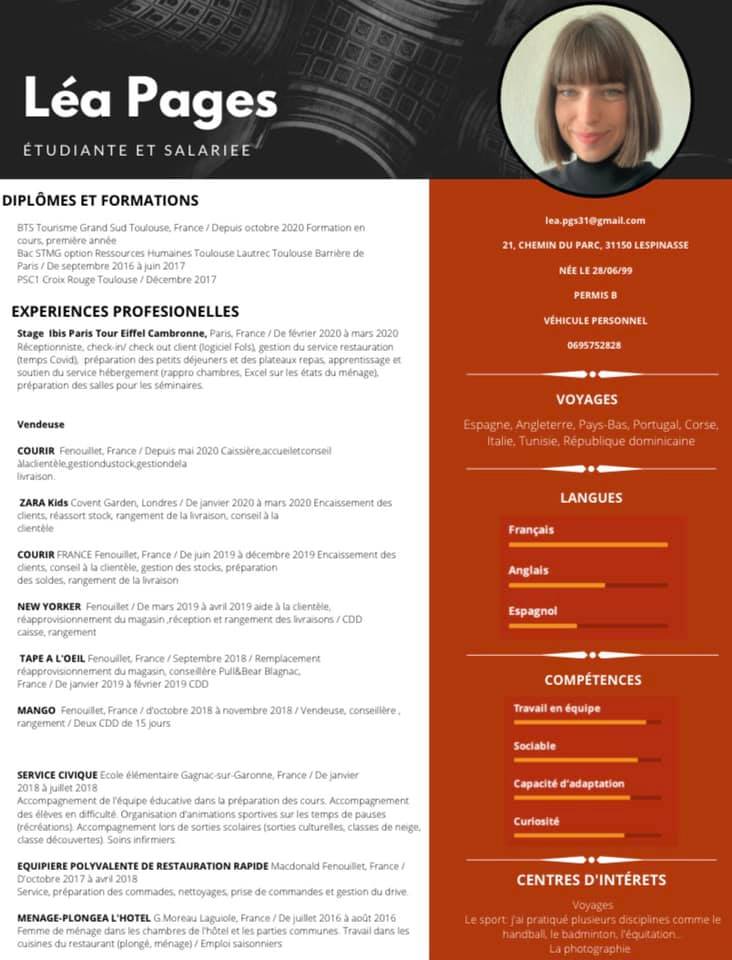 Léa Pages
ÉTUDIANTE ET SALARIEE
DIPLÔMES ET FORMATIONS
BTS Tourisme Grand Sud Toulouse, France / Depuis octobre 2020 Formation en
cours, première année
Bac STMG option Ressources Humaines Toulouse Lautrec Toulouse Barrière de
Paris / De septembre 2016 à juin 2017
PSC1 Croix Rouge Toulouse / Décembre 2017
EXPERIENCES PROFESIONELLES
Stage Ibis Paris Tour Eiffel Cambronne, Paris, France / De février 2020 à mars 2020
Réceptionniste, check-in/ check out client (logiciel Fols), gestion du service restauration
(temps Covid), préparation des petits déjeuners et des plateaux repas, apprentissage et
soutien du service hébergement (rappro chambres, Excel sur les états du ménage),
préparation des salles pour les séminaires.
Vendeuse
COURIR Fenouillet, France / Depuis mai 2020 Caissière,accueiletconseil
àlaclientèle,gestiondustock,gestiondela
livraison.
ZARA Kids Covent Garden, Londres / De janvier 2020 à mars 2020 Encaissement des
clients, réassort stock, rangement de la livraison, conseil à la
clientèle
COURIR FRANCE Fenouillet, France / De juin 2019 à décembre 2019 Encaissement des
clients, conseil à la clientèle, gestion des stocks, préparation
des soldes, rangement de la livraison
NEW YORKER Fenouillet / De mars 2019 à avril 2019 aide à la clientèle,
réapprovisionnement du magasin ,réception et rangement des livraisons / CDD
caisse, rangement
TAPE A L'OEIL Fenouillet, France / Septembre 2018 / Remplacement
réapprovisionnement du magasin, conseillère Pull&Bear Blagnac,
France / De janvier 2019 à février 2019 CDD
MANGO Fenouillet, France / d'octobre 2018 à novembre 2018 / Vendeuse, conseillère ,
rangement / Deux CDD de 15 jours
SERVICE CIVIQUE Ecole élémentaire Gagnac-sur-Garonne, France / De janvier
2018 à juillet 2018
Accompagnement de l'équipe éducative dans la préparation des cours. Accompagnement
des élèves en difficulté. Organisation d'animations sportives sur les temps de pauses
(récréations). Accompagnement lors de sorties scolaires (sorties culturelles, classes de neige,
classe découvertes). Soins infirmiers.
EQUIPIERE POLYVALENTE DE RESTAURATION RAPIDE Macdonald Fenouillet, France /
D'octobre 2017 à avril 2018
Service, préparation des commades, nettoyages, prise de commandes et gestion du drive.
MENAGE-PLONGEA L'HOTEL G.Moreau Laguiole, France / De juillet 2016 à août 2016
Femme de ménage dans les chambres de l'hôtel et les parties communes. Travail dans les
cuisines du restaurant (plongé, ménage) / Emploi saisonniers
lea.pgs31@gmail.com
21, CHEMIN DU PARC, 31150 LESPINASSE
NÉE LE 28/06/99
PERMIS B
VÉHICULE PERSONNEL
0695752828
VOYAGES
Espagne, Angleterre, Pays-Bas, Portugal, Corse,
Italie, Tunisie, République dominicaine
LANGUES
Français
Anglais
Espagnol
COMPÉTENCES
Travail en équipe
Sociable
Capacité d'adaptation
Curiosité
CENTRES D'INTÉRETS
Voyages
Le sport: j'ai pratiqué plusieurs disciplines comme le
handball, le badminton, l'équitation...
La photographie